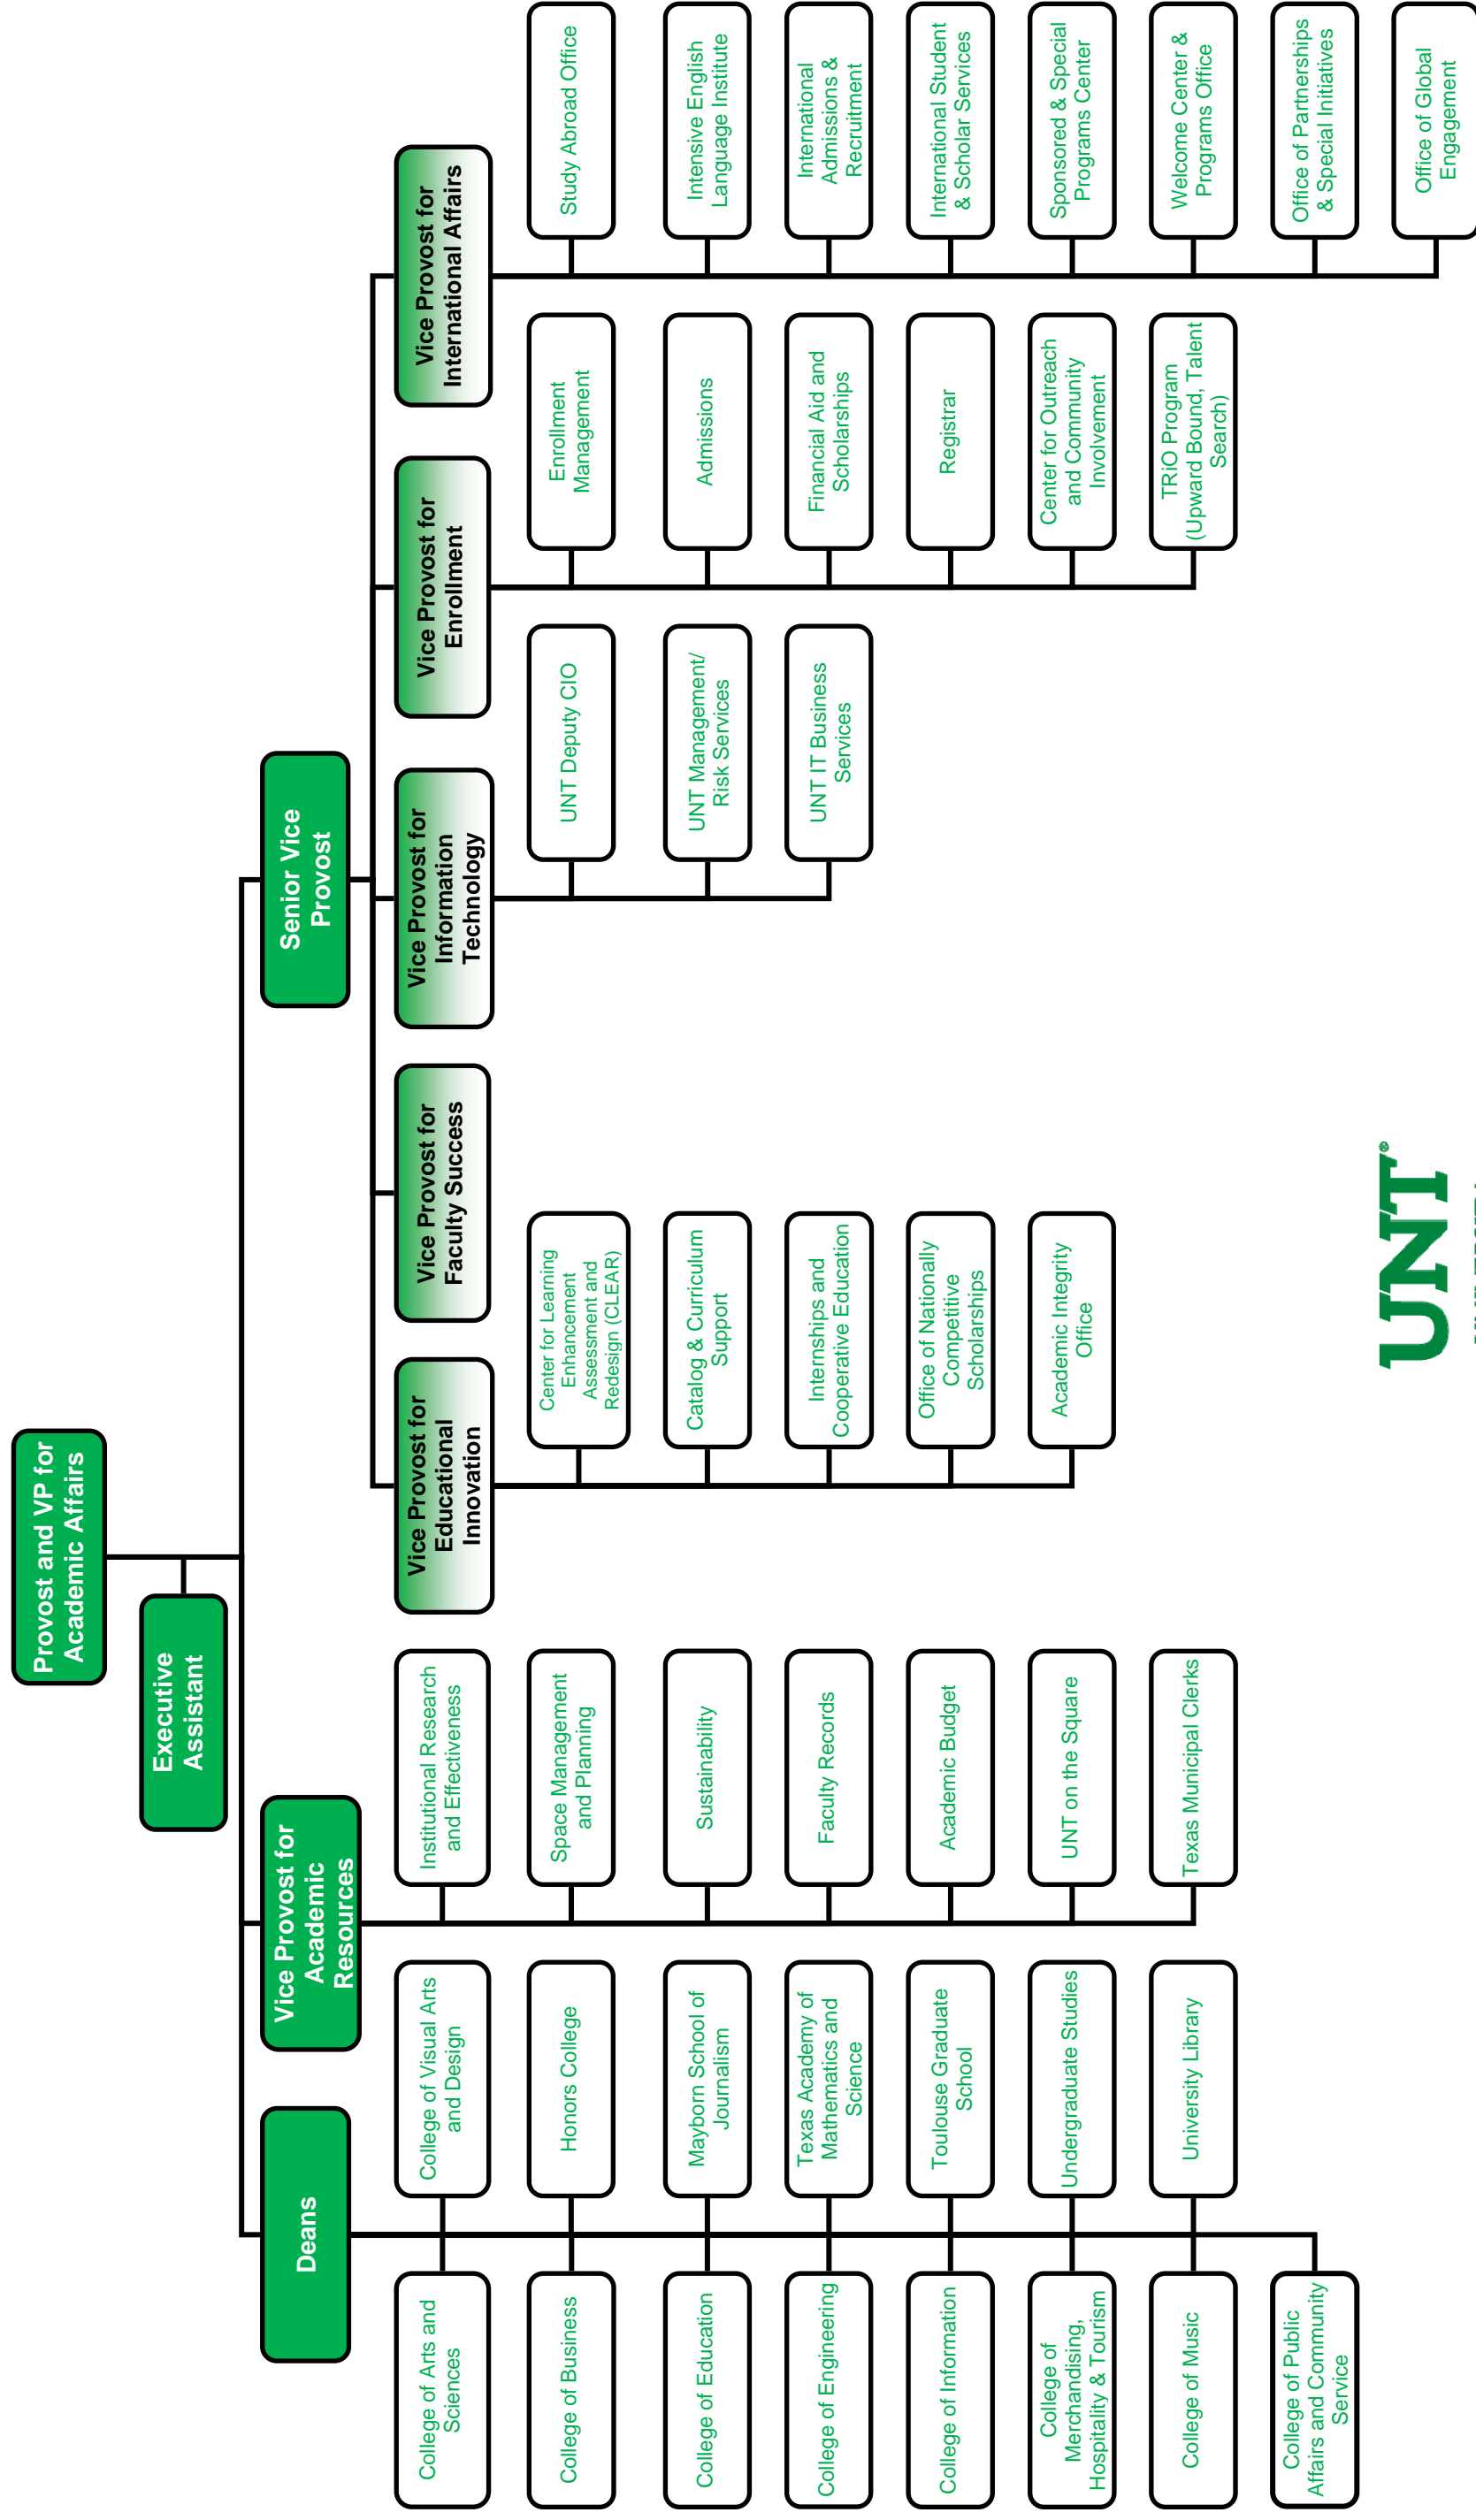 Provost and VP for
Academic Affairs
Executive
Assistant
Deans
Vice Provost for
Academic
Resources
Senior Vice
Provost
College of Arts and
Sciences
College of Business
College of Education
College of Engineering
College of Information
College of
Merchandising,
Hospitality & Tourism
College of Music
College of Public
Affairs and Community
Service
College of Visual Arts
and Design
Honors College
Mayborn School of
Journalism
Texas Academy of
Mathematics and
Science
Toulouse Graduate
School
Undergraduate Studies
University Library
Institutional Research
and Effectiveness
Space Management
and Planning
Sustainability
Faculty Records
Academic Budget
UNT on the Square
Texas Municipal Clerks
Vice Provost for
Educational
Innovation
Center for Learning
Enhancement
Assessment and
Redesign (CLEAR)
Catalog & Curriculum
Support
Internships and
Cooperative Education
Office of Nationally
Competitive
Scholarships
Academic Integrity
Office
Vice Provost for
Faculty Success
Vice Provost for
Information
Technology
UNT Deputy CIO
UNT Management/
Risk Services
UNT IT Business
Services
Vice Provost for
Enrollment
Enrollment
Management
Admissions
Financial Aid and
Scholarships
Registrar
Center for Outreach
and Community
Involvement
TRiO Program
(Upward Bound, Talent
Search)
Vice Provost for
International Affairs
Study Abroad Office
Intensive English
Language Institute
International
Admissions &
Recruitment
International Student
& Scholar Services
Sponsored & Special
Programs Center
Welcome Center &
Programs Office
Office of Partnerships
& Special Initiatives
Office of Global
Engagement
UNT®